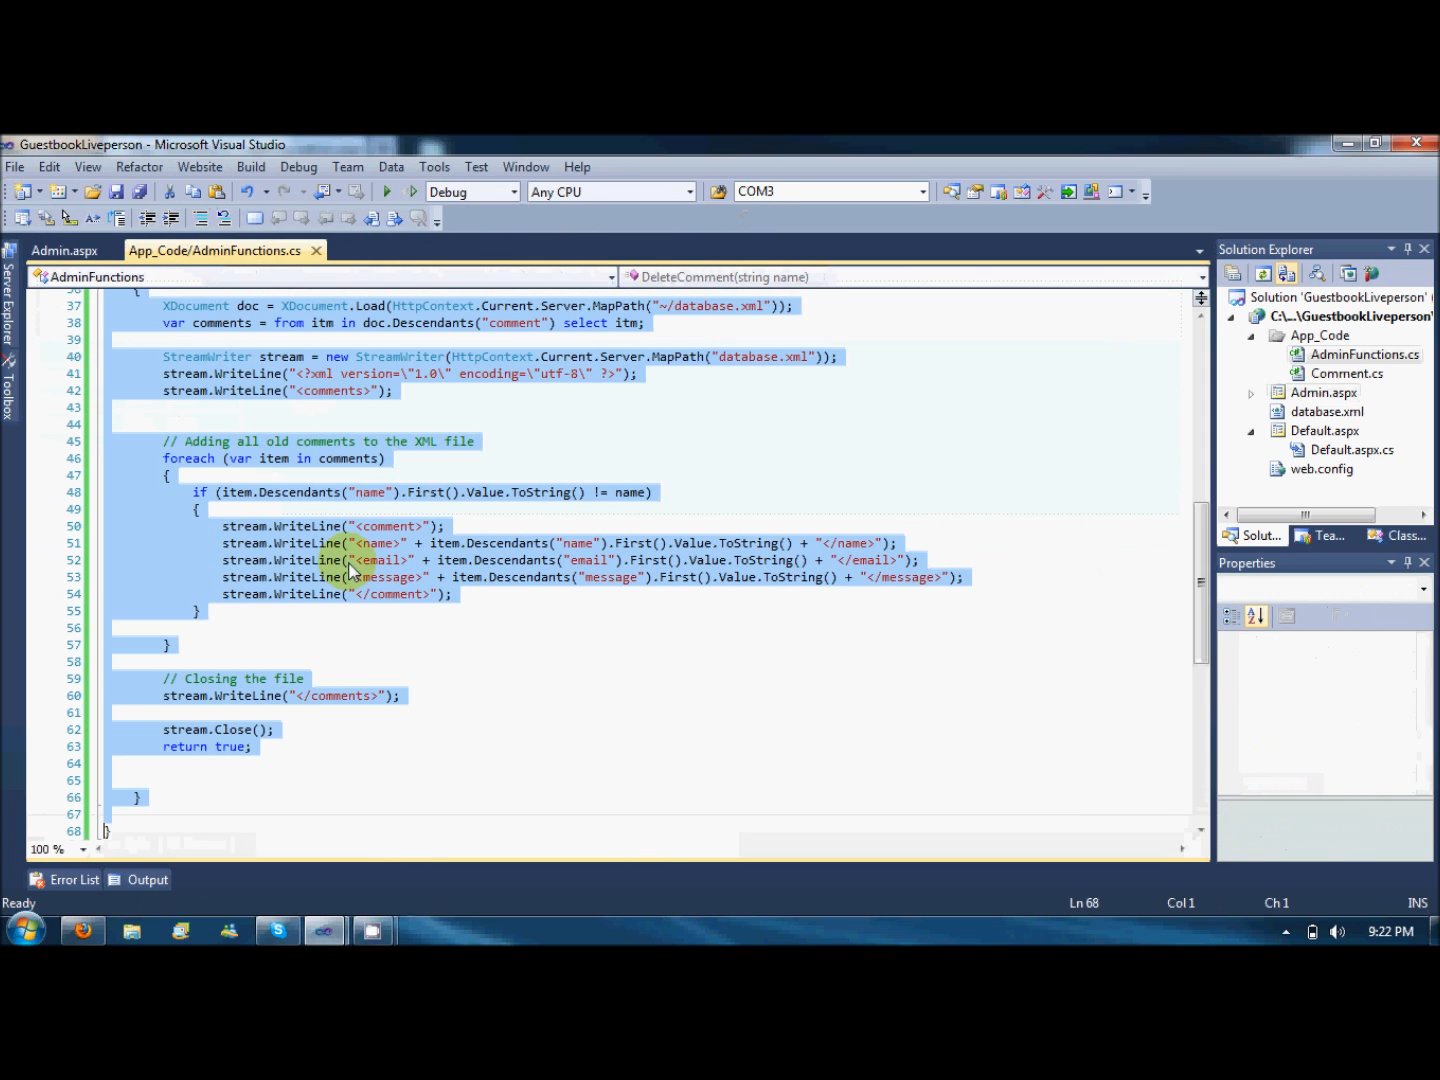 GuestbookLiveperson - Microsoft Visual Studio
File Edit View Refactor Website Build Debug Team Data Tools Test Window Help
Debug Any CPU COM3
Admin.aspx App_Code/AdminFunctions.cs
AdminFunctions DeleteComment(string name)
Server Explorer
Toolbox
{
37 XDocument doc = XDocument.Load(HttpContext.Current.Server.MapPath("~/database.xml"));
38 var comments = from itm in doc.Descendants("comment") select itm;
39
40 StreamWriter stream = new StreamWriter(HttpContext.Current.Server.MapPath("database.xml"));
41 stream.WriteLine("<?xml version=\"1.0\" encoding=\"utf-8\" ?>");
42 stream.WriteLine("<comments>");
43
44
45 // Adding all old comments to the XML file
46 foreach (var item in comments)
47 {
48 if (item.Descendants("name").First().Value.ToString() != name)
49 {
50 stream.WriteLine("<comment>");
51 stream.WriteLine("<name>" + item.Descendants("name").First().Value.ToString() + "</name>");
52 stream.WriteLine("<email>" + item.Descendants("email").First().Value.ToString() + "</email>");
53 stream.WriteLine("<message>" + item.Descendants("message").First().Value.ToString() + "</message>");
54 stream.WriteLine("</comment>");
55 }
56
57 }
58
59 // Closing the file
60 stream.WriteLine("</comments>");
61
62 stream.Close();
63 return true;
64
65
66 }
67
68 }
100 %
Solution Explorer
Solution 'GuestbookLiveperson' (
C:\...\GuestbookLiveperson\
App_Code
AdminFunctions.cs
Comment.cs
Admin.aspx
database.xml
Default.aspx
Default.aspx.cs
web.config
Solut... Tea... Class...
Properties
Error List Output
Ready Ln 68 Col 1 Ch 1 INS
9:22 PM